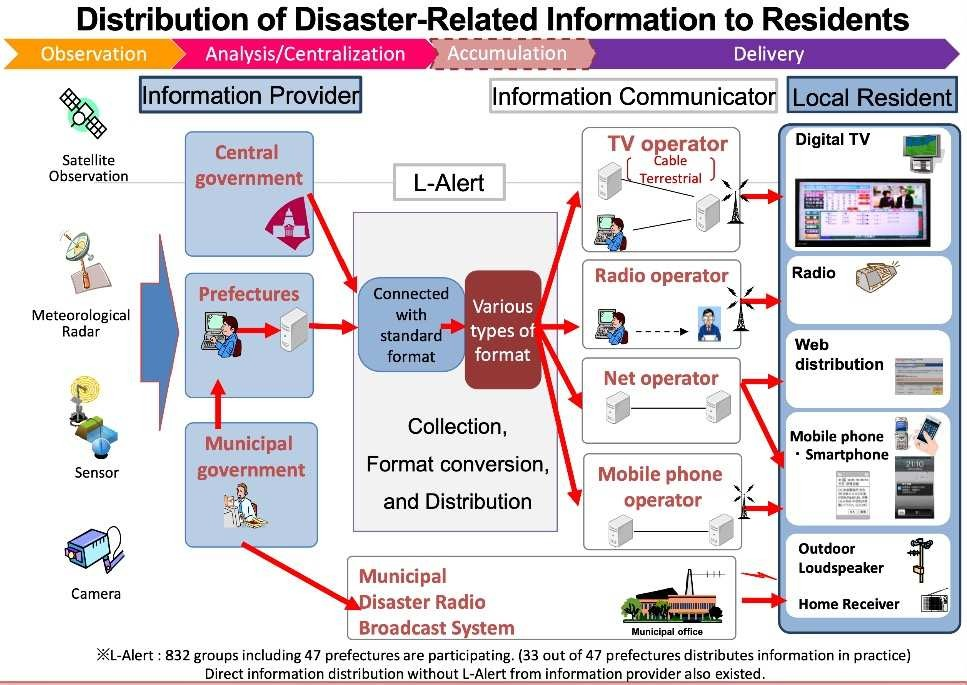 Distribution of Disaster-Related Information to Residents
Observation
Analysis/Centralization
Accumulation
Delivery
Information Provider
Information Communicator
Local Resident
Satellite
Observation
Meteorological
Radar
Sensor
Camera
Central
government
Prefectures
Municipal
government
L-Alert
Connected
with
standard
format
Various
types of
format
Collection,
Format conversion,
and Distribution
TV operator
Cable
Terrestrial
Radio operator
Net operator
Mobile phone
operator
Municipal
Disaster Radio
Broadcast System
Municipal office
Digital TV
Radio
Web
distribution
Mobile phone
・Smartphone
21:10
Outdoor
Loudspeaker
Home Receiver
※L-Alert : 832 groups including 47 prefectures are participating. (33 out of 47 prefectures distributes information in practice)
Direct information distribution without L-Alert from information provider also existed.